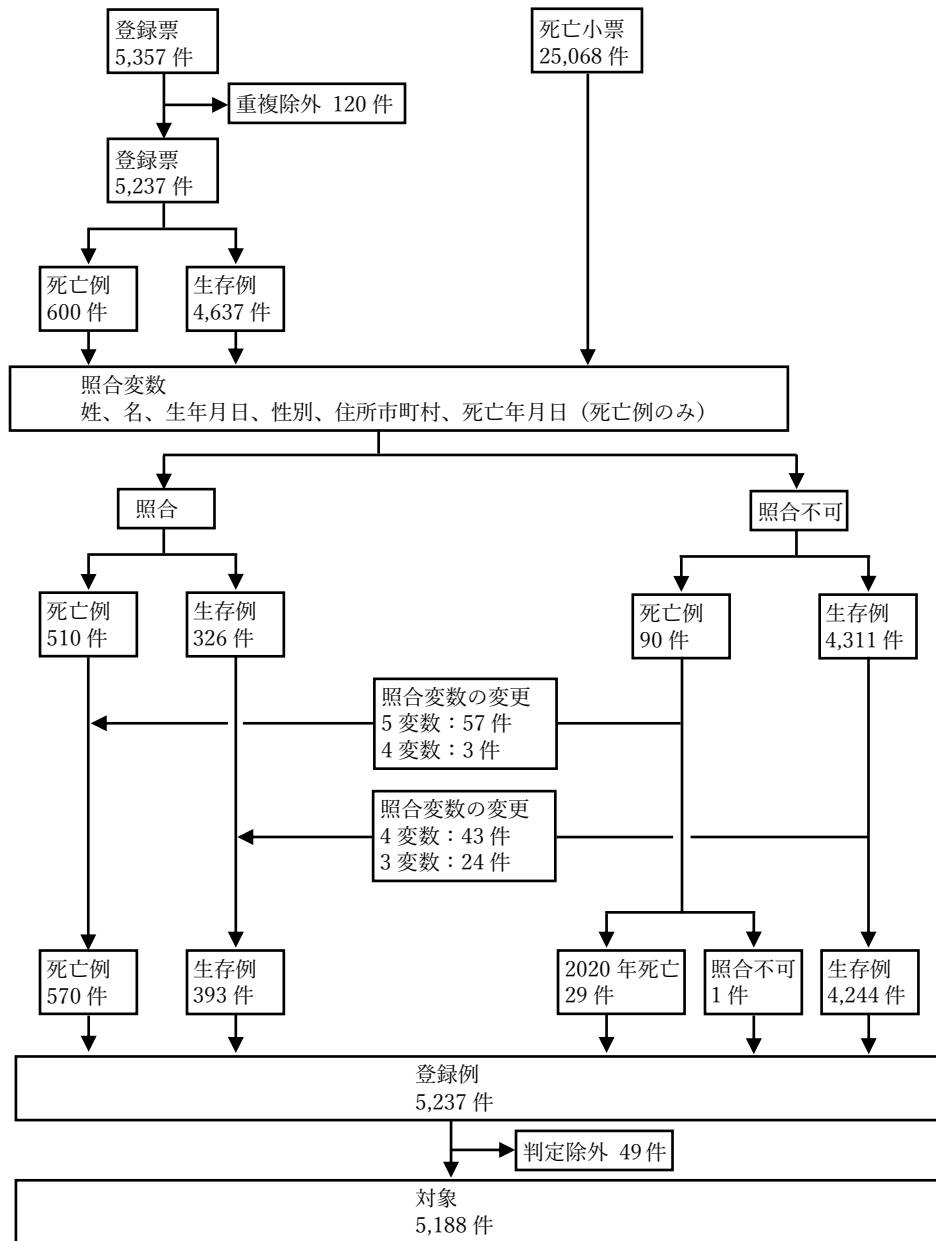 登録票
5,357 件
死亡小票
25,068 件
重複除外 120 件
登録票
5,237 件
死亡例
600 件
生存例
4,637 件
照合変数
姓、名、生年月日、性別、住所市町村、死亡年月日（死亡例のみ）
照合
照合不可
死亡例
510 件
生存例
326 件
死亡例
90 件
生存例
4,311 件
照合変数の変更
5 変数：57 件
4 変数：3 件
照合変数の変更
4 変数：43 件
3 変数：24 件
死亡例
570 件
生存例
393 件
2020 年死亡
29 件
照合不可
1 件
生存例
4,244 件
登録例
5,237 件
判定除外 49 件
対象
5,188 件